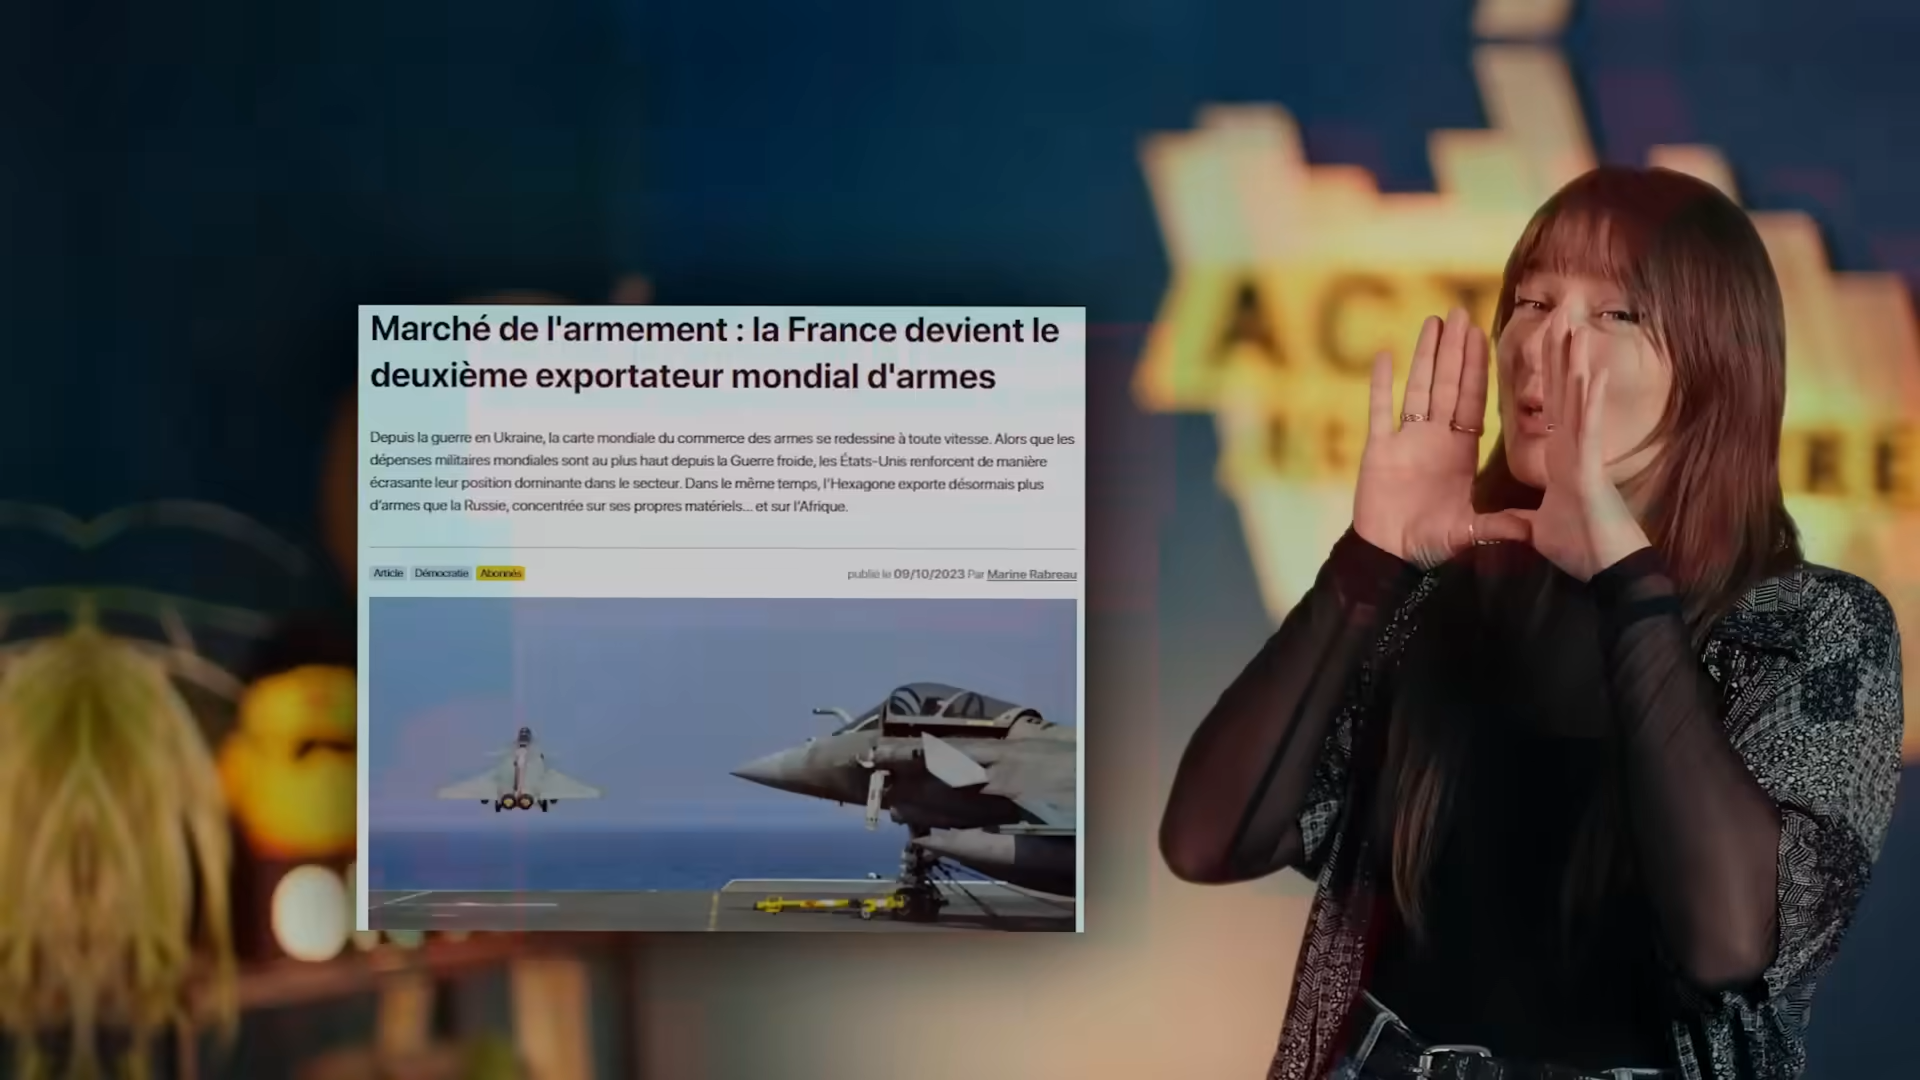 Marché de l'armement : la France devient le
deuxième exportateur mondial d'armes
Depuis la guerre en Ukraine, la carte mondiale du commerce des armes se redessine à toute vitesse. Alors que les
dépenses militaires mondiales sont au plus haut depuis la Guerre froide, les États-Unis renforcent de manière
écrasante leur position dominante dans le secteur. Dans le même temps, l'Hexagone exporte désormais plus
d'armes que la Russie, concentrée sur ses propres matériels... et sur l'Afrique.
Article Démocratie Abonnés
publié le 09/10/2023 Par Marine Rabreau
ACT